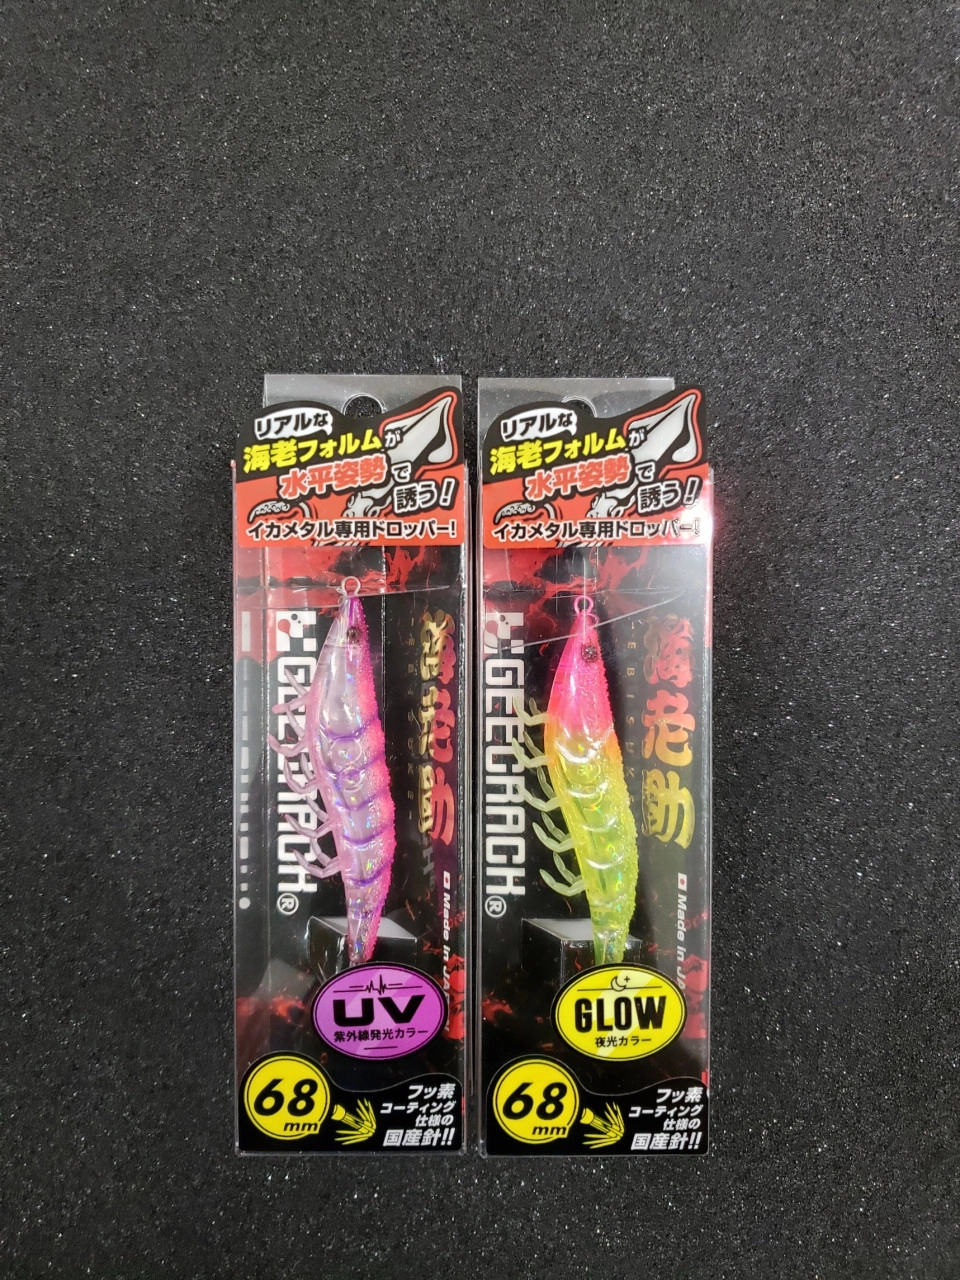 リアルな
海老フォルムが
水平姿勢で
誘う!
イカメタル専用ドロッパー!
GEECRACK®
海老助
Made in JA
UV
紫外線発光カラー
68mm
フッ素
コーティング
仕様の
国産針!!
リアルな
海老フォルムが
水平姿勢で
誘う!
イカメタル専用ドロッパー!
GEECRACK®
海老助
EBISUKE
Made in JA
GLOW
夜光カラー
68mm
フッ素
コーティング
仕様の
国産針!!